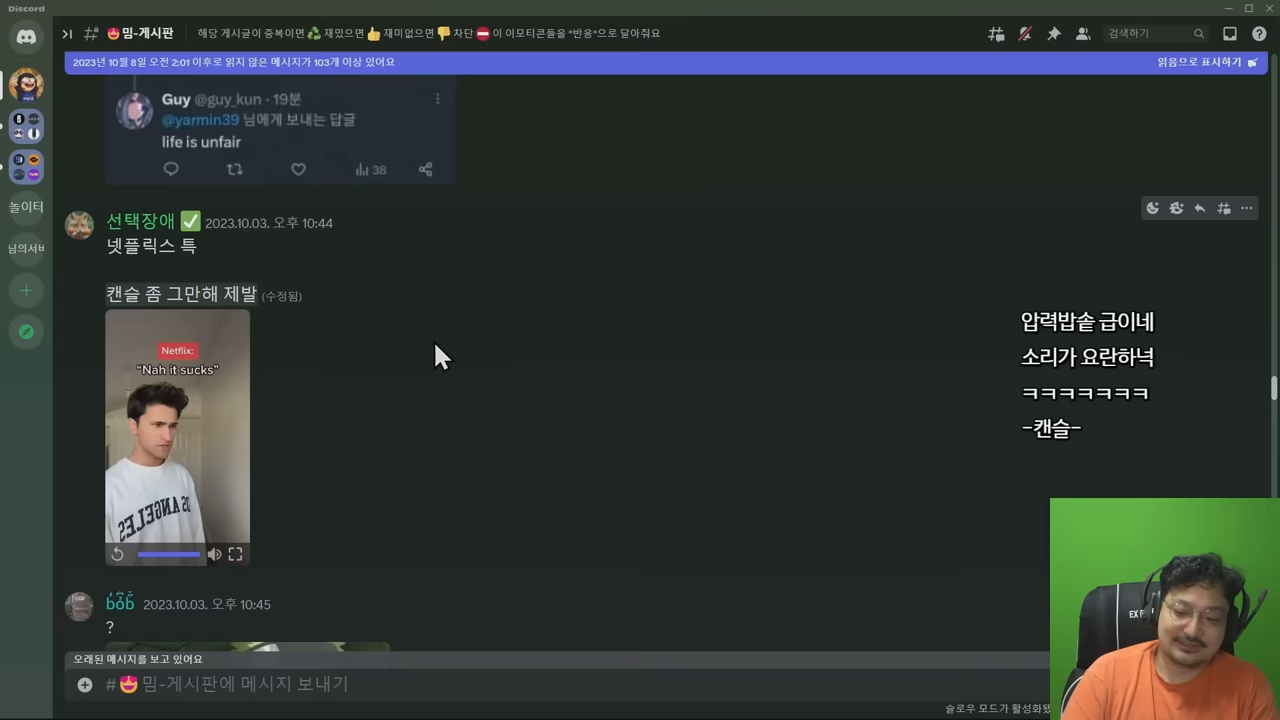 Discord
😍밈-게시판
해당 게시글이 중복이면♻️ 재밌으면👍 재미없으면👎 차단⛔ 이 이모티콘들을 "반응"으로 달아줘요
검색하기
2023년 10월 8일 오전 2:01 이후로 읽지 않은 메시지가 103개 이상 있어요
읽음으로 표시하기
Guy @guy_kun · 19분
@yarmin39 님에게 보내는 답글
life is unfair
38
놀이터
님의서버
선택장애 ✅ 2023.10.03. 오후 10:44
넷플릭스 특
캔슬 좀 그만해 제발 (수정됨)
Netflix:
"Nah it sucks"
압력밥솥 급이네
소리가 요란하녁
ㅋㅋㅋㅋㅋㅋㅋ
-캔슬-
bob 2023.10.03. 오후 10:45
?
오래된 메시지를 보고 있어요
#😍밈-게시판에 메시지 보내기
슬로우 모드가